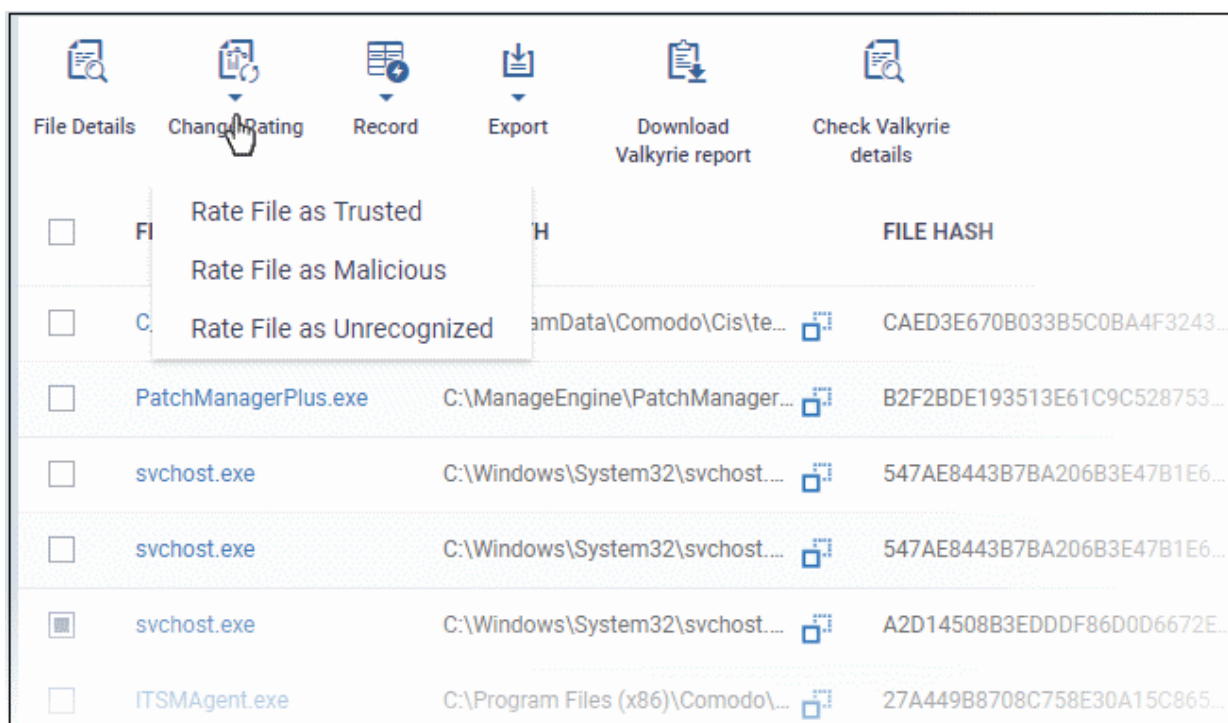 File Details
Change Rating
Record
Export
Download
Valkyrie report
Check Valkyrie
details
Rate File as Trusted
Rate File as Malicious
Rate File as Unrecognized
FILE HASH
amData\Comodo\Cis\te...
CAED3E670B033B5C0BA4F3243...
PatchManagerPlus.exe
C:\ManageEngine\PatchManager...
B2F2BDE193513E61C9C528753...
svchost.exe
C:\Windows\System32\svchost....
547AE8443B7BA206B3E47B1E6...
svchost.exe
C:\Windows\System32\svchost....
547AE8443B7BA206B3E47B1E6...
svchost.exe
C:\Windows\System32\svchost....
A2D14508B3EDDDF86D0D6672E...
ITSMAgent.exe
C:\Program Files (x86)\Comodo\...
27A449B8708C758E30A15C865...